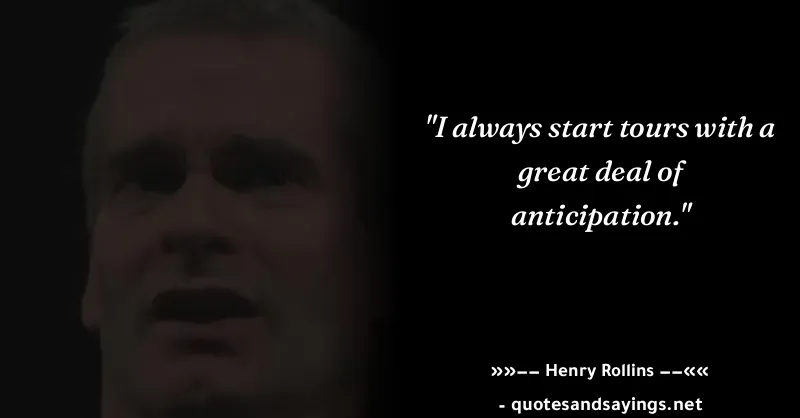 "I always start tours with a
great deal of
anticipation."
»»–– Henry Rollins ––««
- quotesandsayings.net